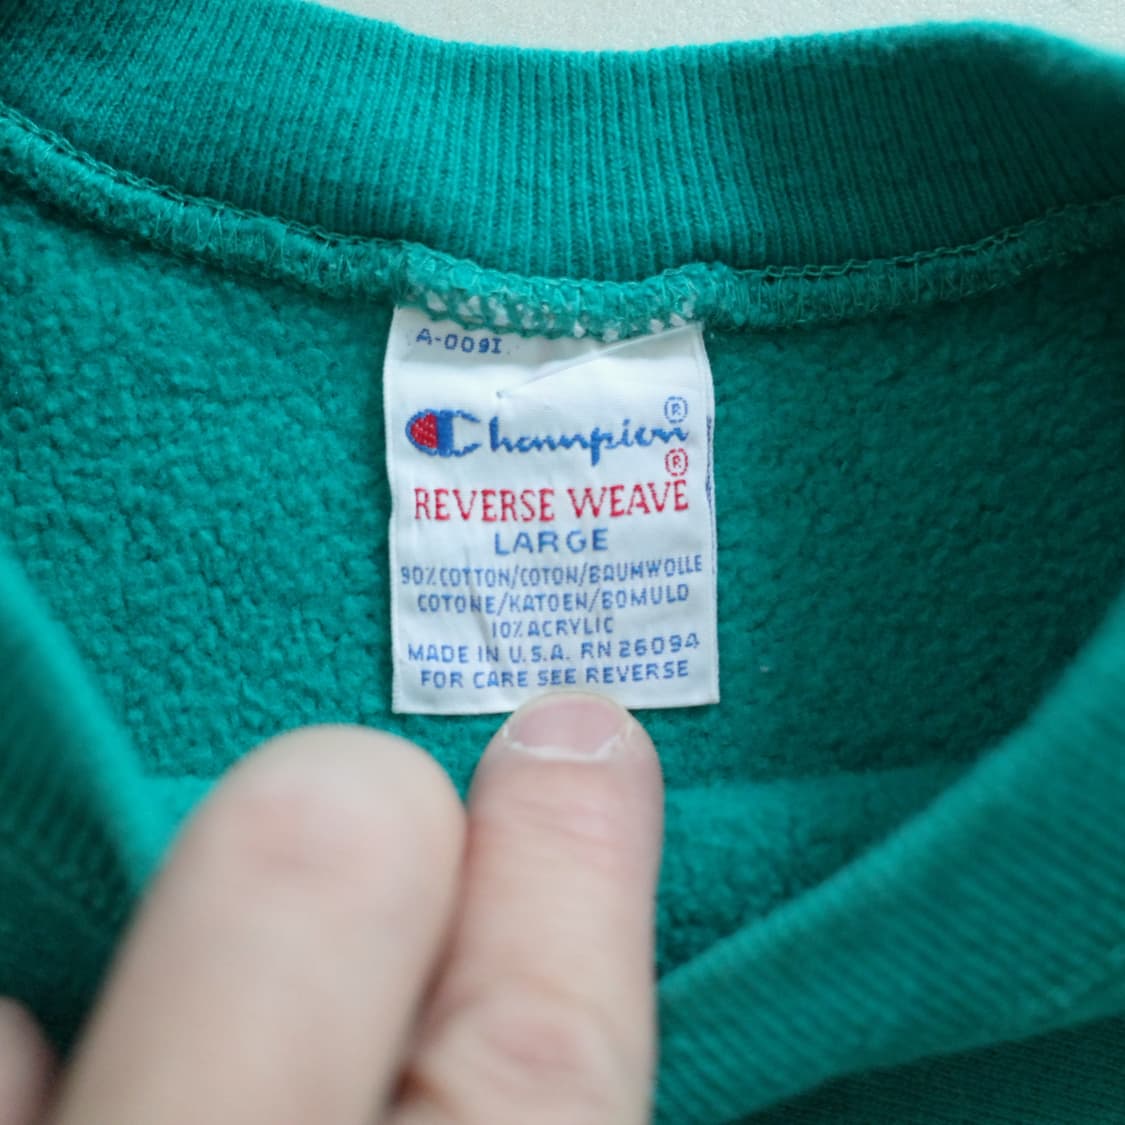 A-009I
Champion®
®
REVERSE WEAVE
LARGE
90% COTTON/COTON/BAUMWOLLE
COTONE/KATOEN/BOMULD
10% ACRYLIC
MADE IN U.S.A. RN 26094
FOR CARE SEE REVERSE